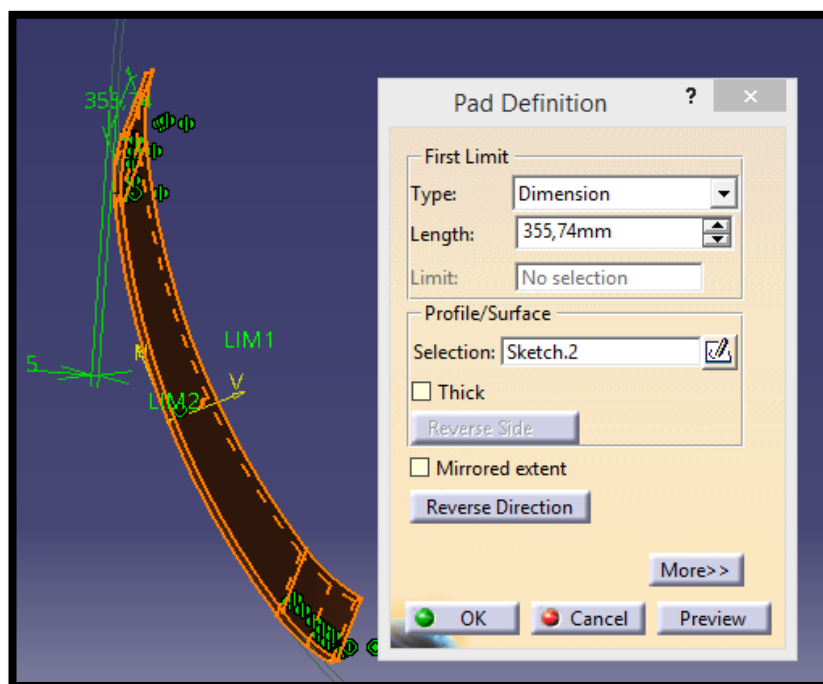 355,74
LIM1
5
V
LIM2
Pad Definition
?
First Limit
Type:
Dimension
Length:
355,74mm
Limit:
No selection
Profile/Surface
Selection:
Sketch.2
Thick
Reverse Side
Mirrored extent
Reverse Direction
More>>
OK
Cancel
Preview